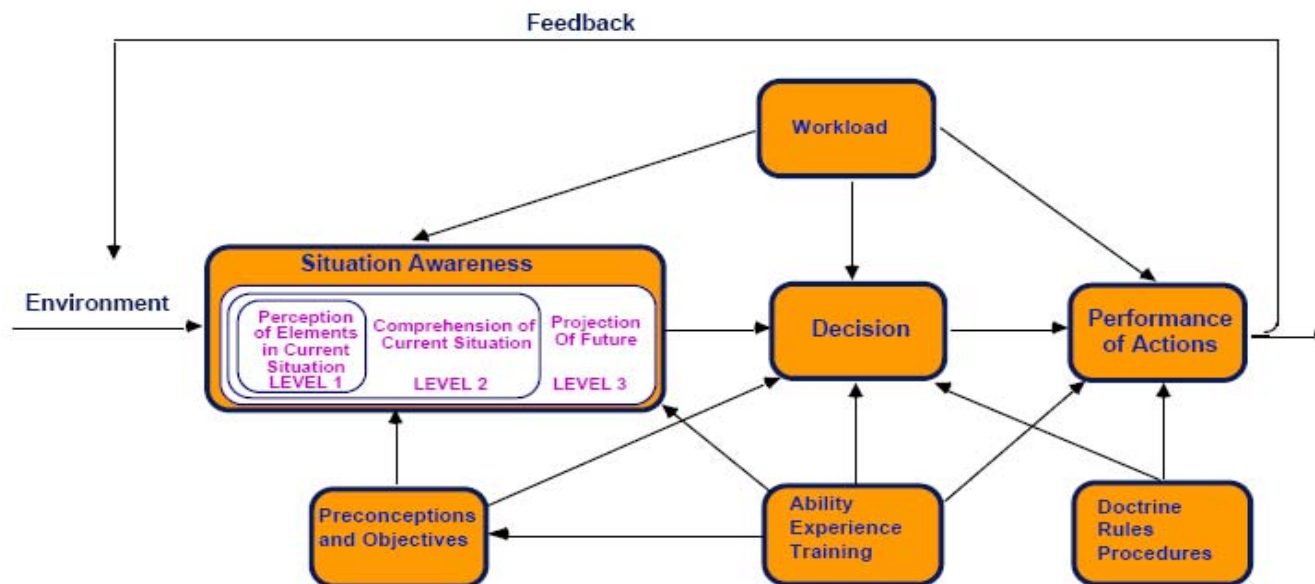 Feedback
Workload
Situation Awareness
Environment
Perception
of Elements
in Current
Situation
LEVEL 1
Comprehension of
Current Situation
LEVEL 2
Projection
Of Future
LEVEL 3
Decision
Performance
of Actions
Preconceptions
and Objectives
Ability
Experience
Training
Doctrine
Rules
Procedures